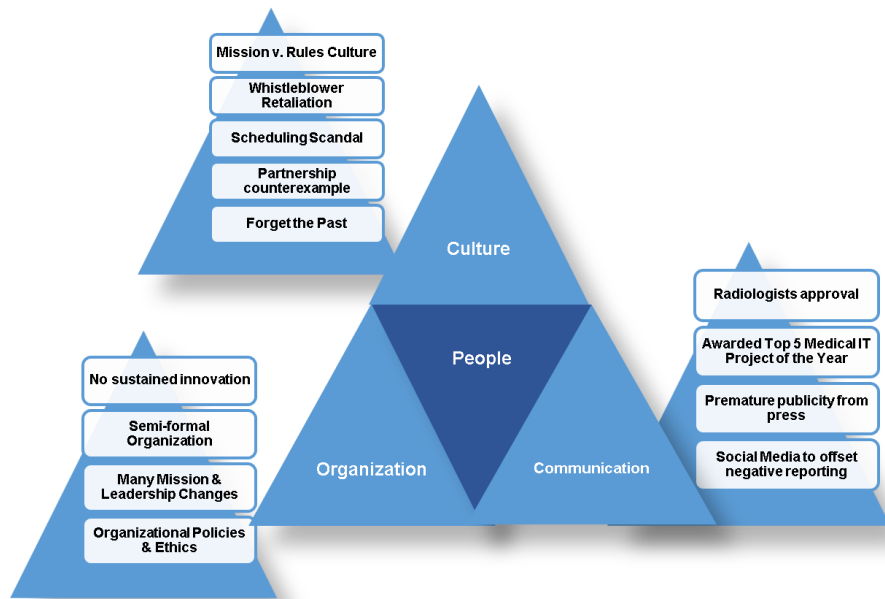 Mission v. Rules Culture
Whistleblower
Retaliation
Scheduling Scandal
Partnership
counterexample
Forget the Past
Culture
People
Organization
Communication
Radiologists approval
Awarded Top 5 Medical IT
Project of the Year
Premature publicity from
press
Social Media to offset
negative reporting
No sustained innovation
Semi-formal
Organization
Many Mission &
Leadership Changes
Organizational Policies
& Ethics